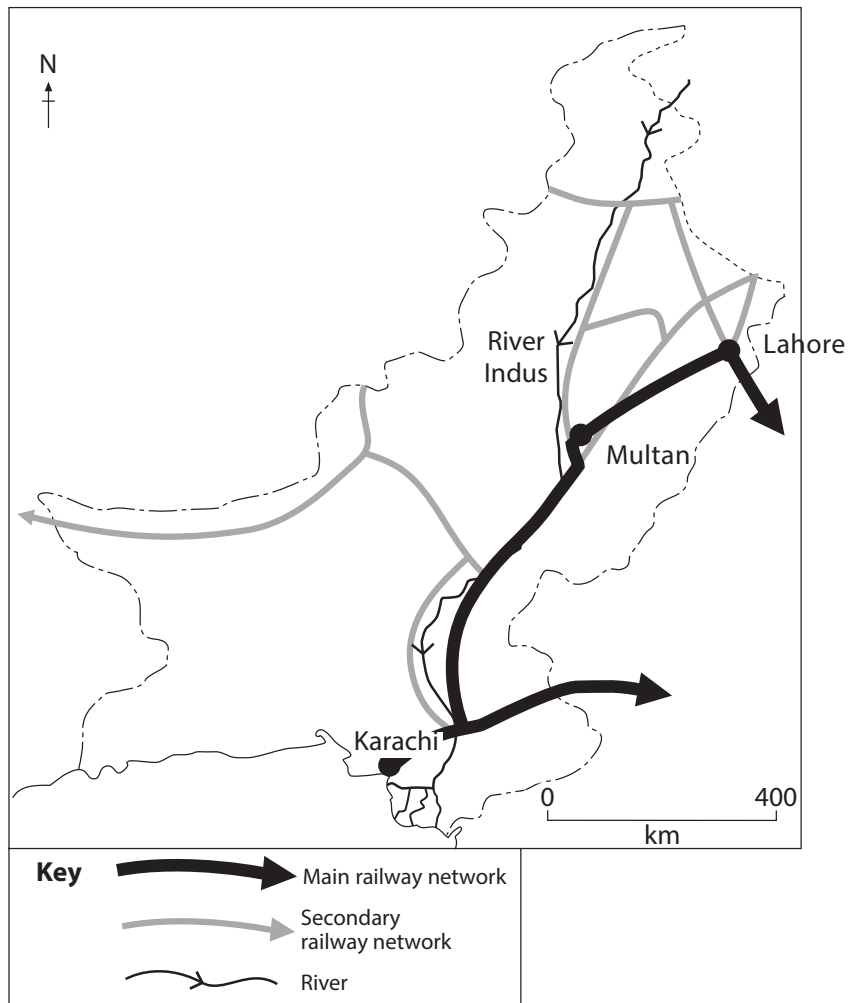 N
River
Indus
Lahore
Multan
Karachi
0 400
km
Key
Main railway network
Secondary
railway network
River